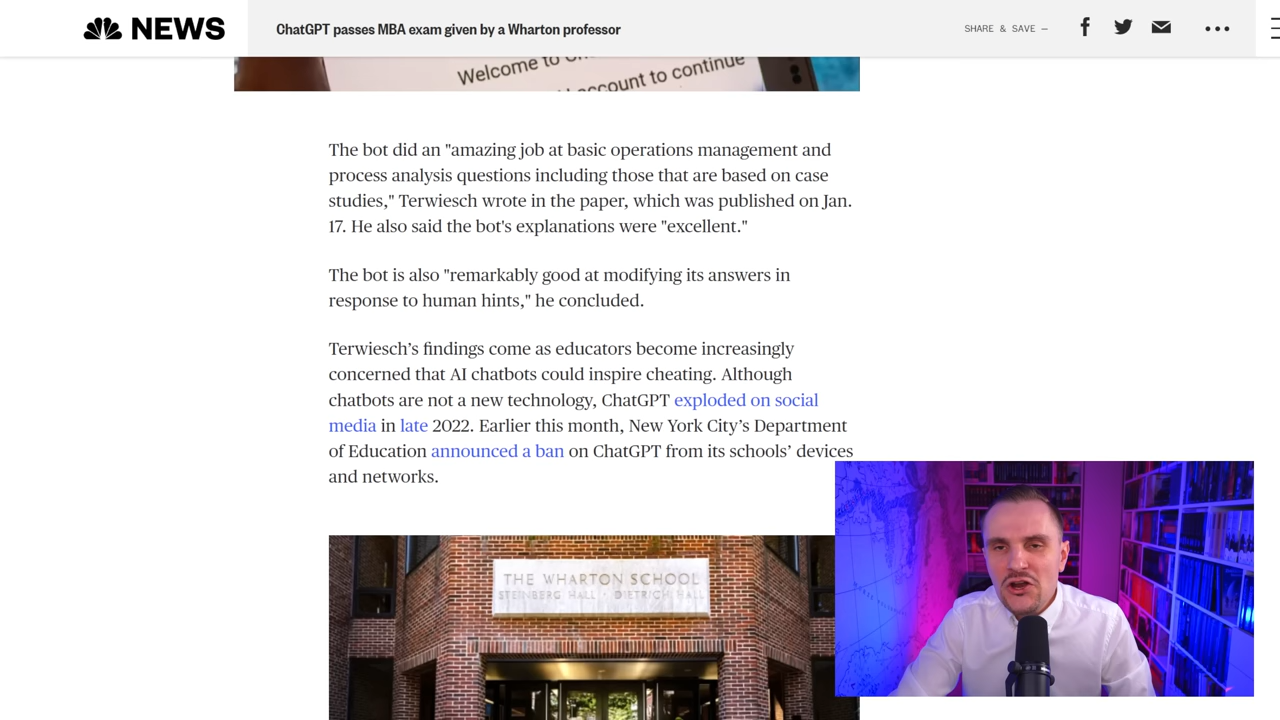 NEWS
ChatGPT passes MBA exam given by a Wharton professor
SHARE & SAVE —
Welcome to
account to continue
The bot did an "amazing job at basic operations management and
process analysis questions including those that are based on case
studies," Terwiesch wrote in the paper, which was published on Jan.
17. He also said the bot's explanations were "excellent."
The bot is also "remarkably good at modifying its answers in
response to human hints," he concluded.
Terwiesch’s findings come as educators become increasingly
concerned that AI chatbots could inspire cheating. Although
chatbots are not a new technology, ChatGPT exploded on social
media in late 2022. Earlier this month, New York City’s Department
of Education announced a ban on ChatGPT from its schools’ devices
and networks.
THE WHARTON SCHOOL
STEINBERG HALL · DIETRICH HALL